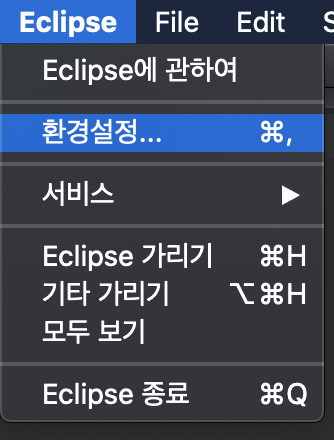 Eclipse File Edit S
Eclipse에 관하여
환경설정... ⌘,
서비스 ▶
Eclipse 가리기 ⌘H
기타 가리기 ⌥⌘H
모두 보기
Eclipse 종료 ⌘Q